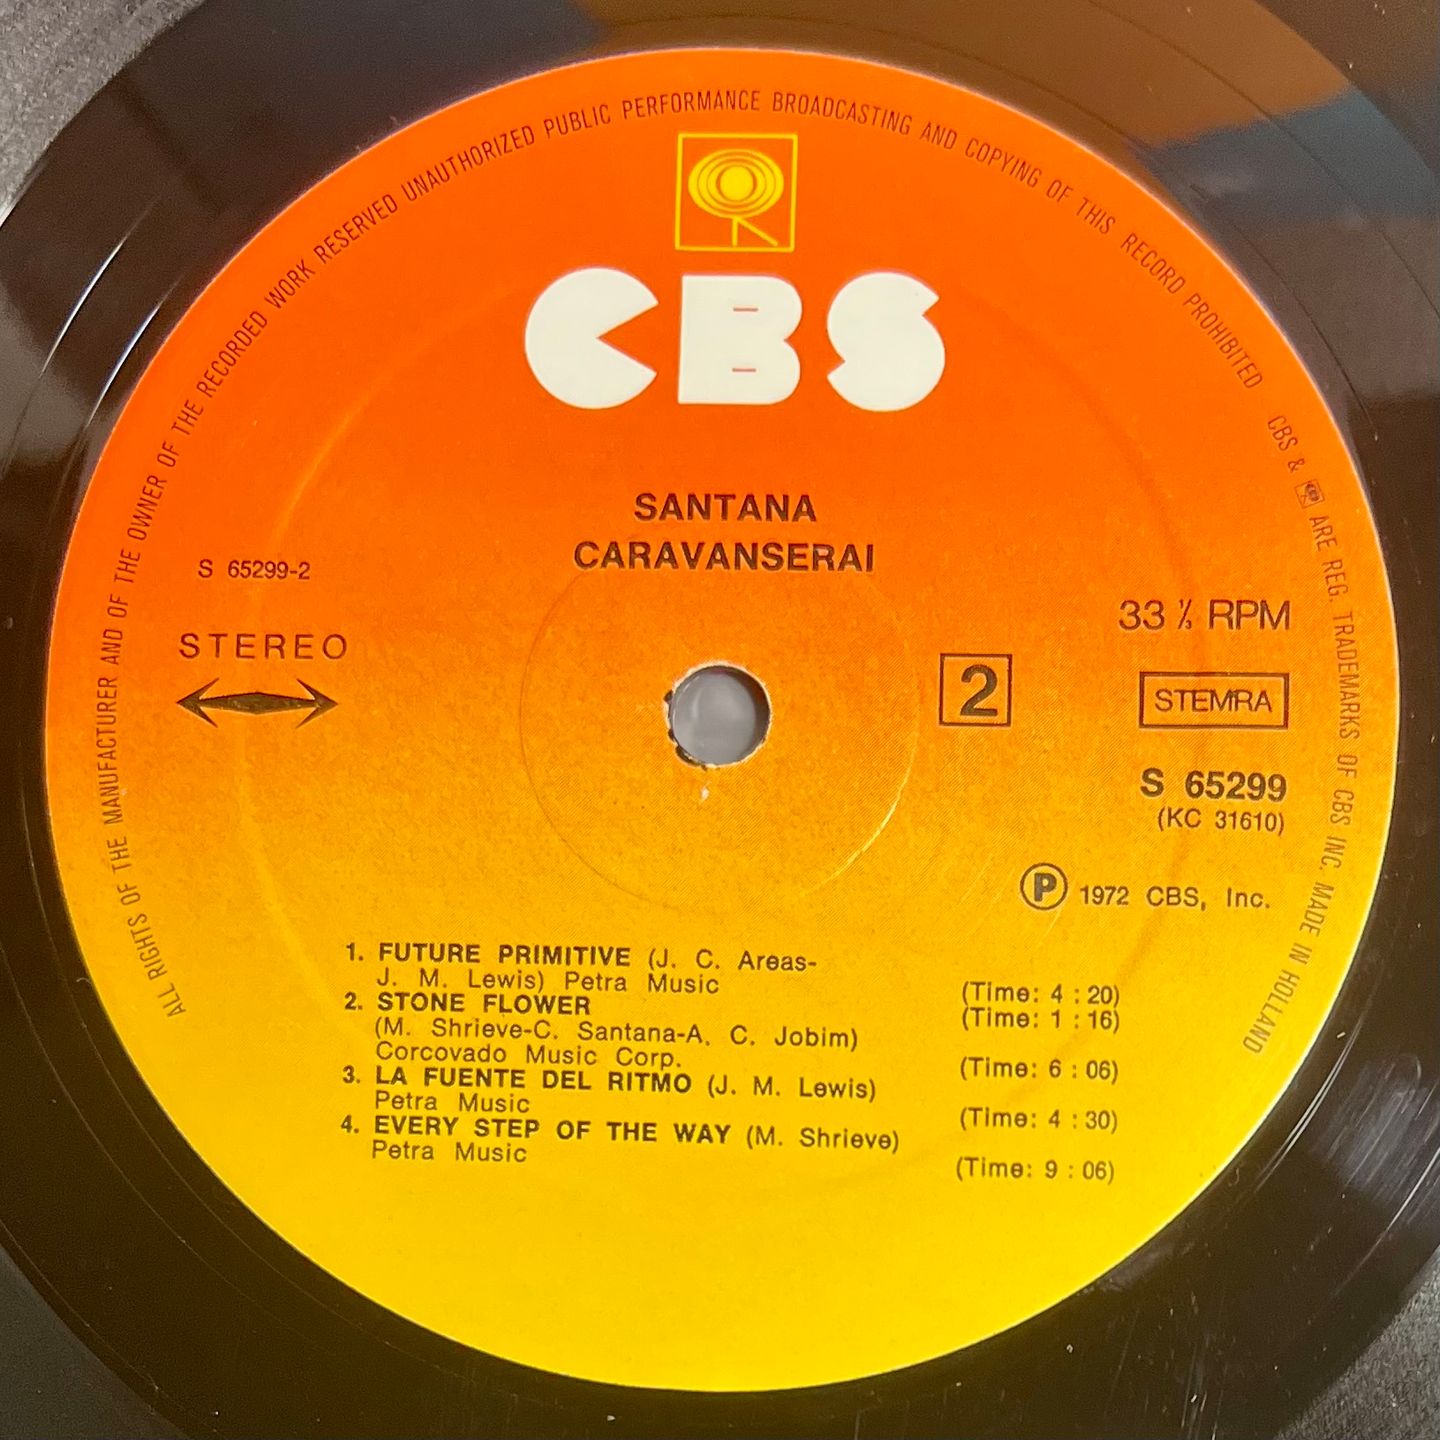 ALL RIGHTS OF THE MANUFACTURER AND OF THE OWNER OF THE RECORDED WORK RESERVED UNAUTHORIZED PUBLIC PERFORMANCE BROADCASTING AND COPYING OF THIS RECORD PROHIBITED CBS & ARE REG. TRADEMARKS OF CBS INC. MADE IN HOLLAND
CBS
SANTANA
CARAVANSERAI
S 65299-2
STEREO
33 ⅓ RPM
2
STEMRA
S 65299
(KC 31610)
Ⓟ 1972 CBS, Inc.
1. FUTURE PRIMITIVE (J. C. Areas-
J. M. Lewis) Petra Music (Time: 4 : 20)
2. STONE FLOWER (Time: 1 : 16)
(M. Shrieve-C. Santana-A. C. Jobim)
Corcovado Music Corp. (Time: 6 : 06)
3. LA FUENTE DEL RITMO (J. M. Lewis)
Petra Music (Time: 4 : 30)
4. EVERY STEP OF THE WAY (M. Shrieve)
Petra Music (Time: 9 : 06)